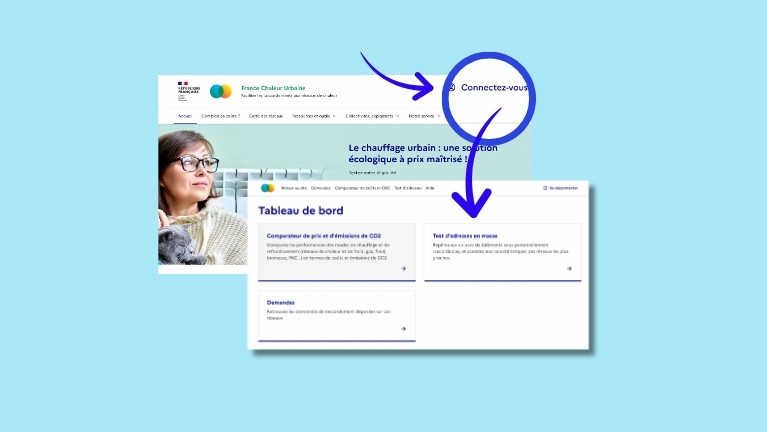 RÉPUBLIQUE
FRANÇAISE
France Chaleur Urbaine
Faciliter les raccordements aux réseaux de chaleur
Connectez-vous
Accueil Combien ça coûte ? Carte des réseaux Ressources et outils Collectivités, exploitants Notre service
Le chauffage urbain : une solution
écologique à prix maîtrisé !
Testez votre éligibilité
Retour au site Demandes Comparateur de coûts et CO2 Test d'adresses Aide Se déconnecter
Tableau de bord
Comparateur de prix et d'émissions de CO2
Comparez les performances des modes de chauffage et de
refroidissement (réseaux de chaleur et de froid, gaz, fioul,
biomasse, PAC...) en termes de coûts et émissions de CO2
Test d'adresses en masse
parc de bâtiments potentiellement
raccordables, et accédez aux caractéristiques des réseaux les plus
proches.
Demandes
Retrouvez les demandes de raccordement déposées sur vos
réseaux